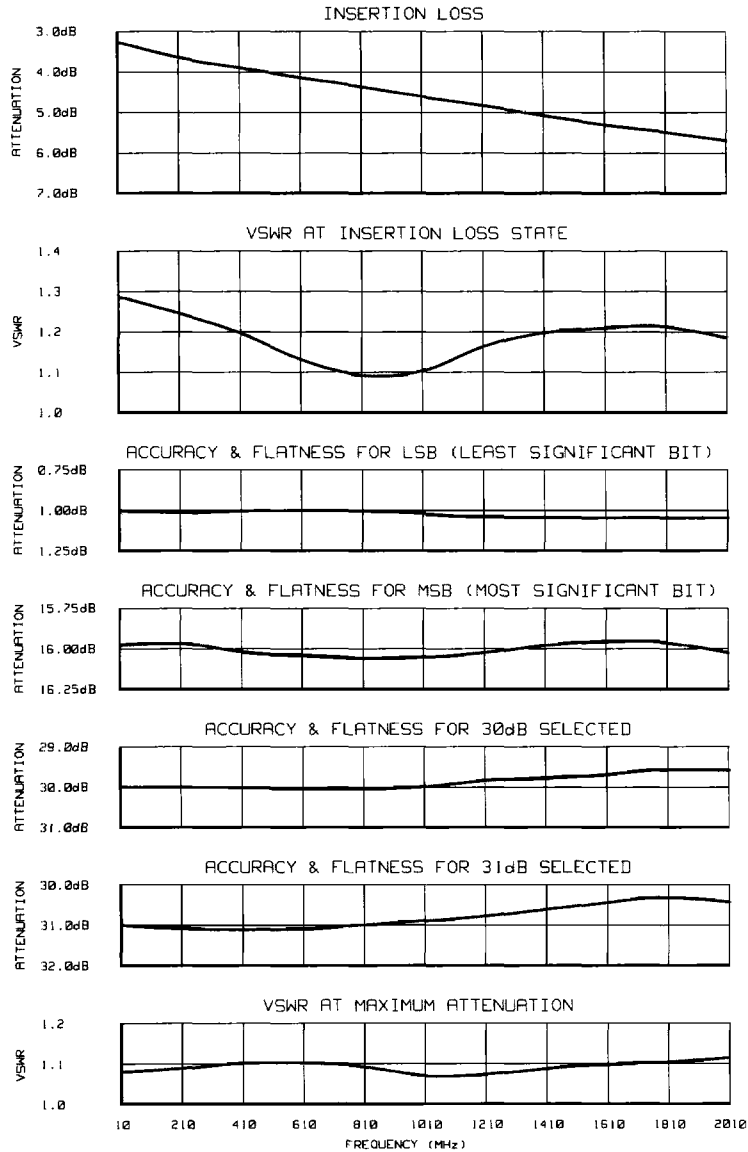 INSERTION LOSS
3.0dB
4.0dB
5.0dB
6.0dB
7.0dB
ATTENUATION
VSWR AT INSERTION LOSS STATE
1.4
1.3
1.2
1.1
1.0
VSWR
ACCURACY & FLATNESS FOR LSB (LEAST SIGNIFICANT BIT)
0.75dB
1.00dB
1.25dB
ATTENUATION
ACCURACY & FLATNESS FOR MSB (MOST SIGNIFICANT BIT)
15.75dB
16.00dB
16.25dB
ATTENUATION
ACCURACY & FLATNESS FOR 30dB SELECTED
29.0dB
30.0dB
31.0dB
ATTENUATION
ACCURACY & FLATNESS FOR 31dB SELECTED
30.0dB
31.0dB
32.0dB
ATTENUATION
VSWR AT MAXIMUM ATTENUATION
1.2
1.1
1.0
VSWR
10 210 410 610 810 1010 1210 1410 1610 1810 2010
FREQUENCY (MHz)